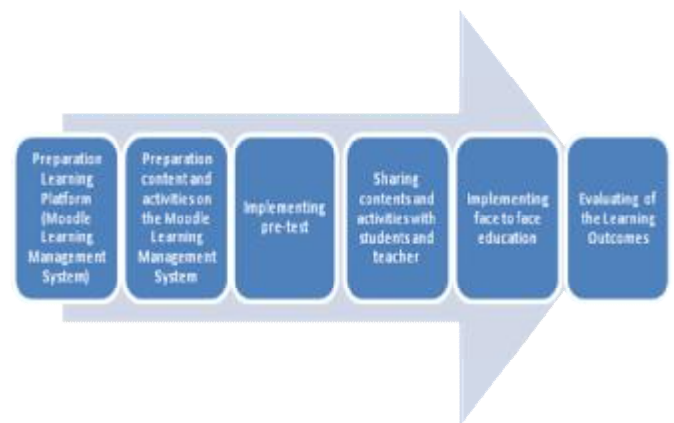 Preparation
Learning
Platform
(Moodle
Learning
Management
System)
Preparation
content and
activities on
the Moodle
Learning
Management
System
Implementing
pre-test
Sharing
contents and
activities with
students and
teacher
Implementing
face to face
education
Evaluating of
the Learning
Outcomes